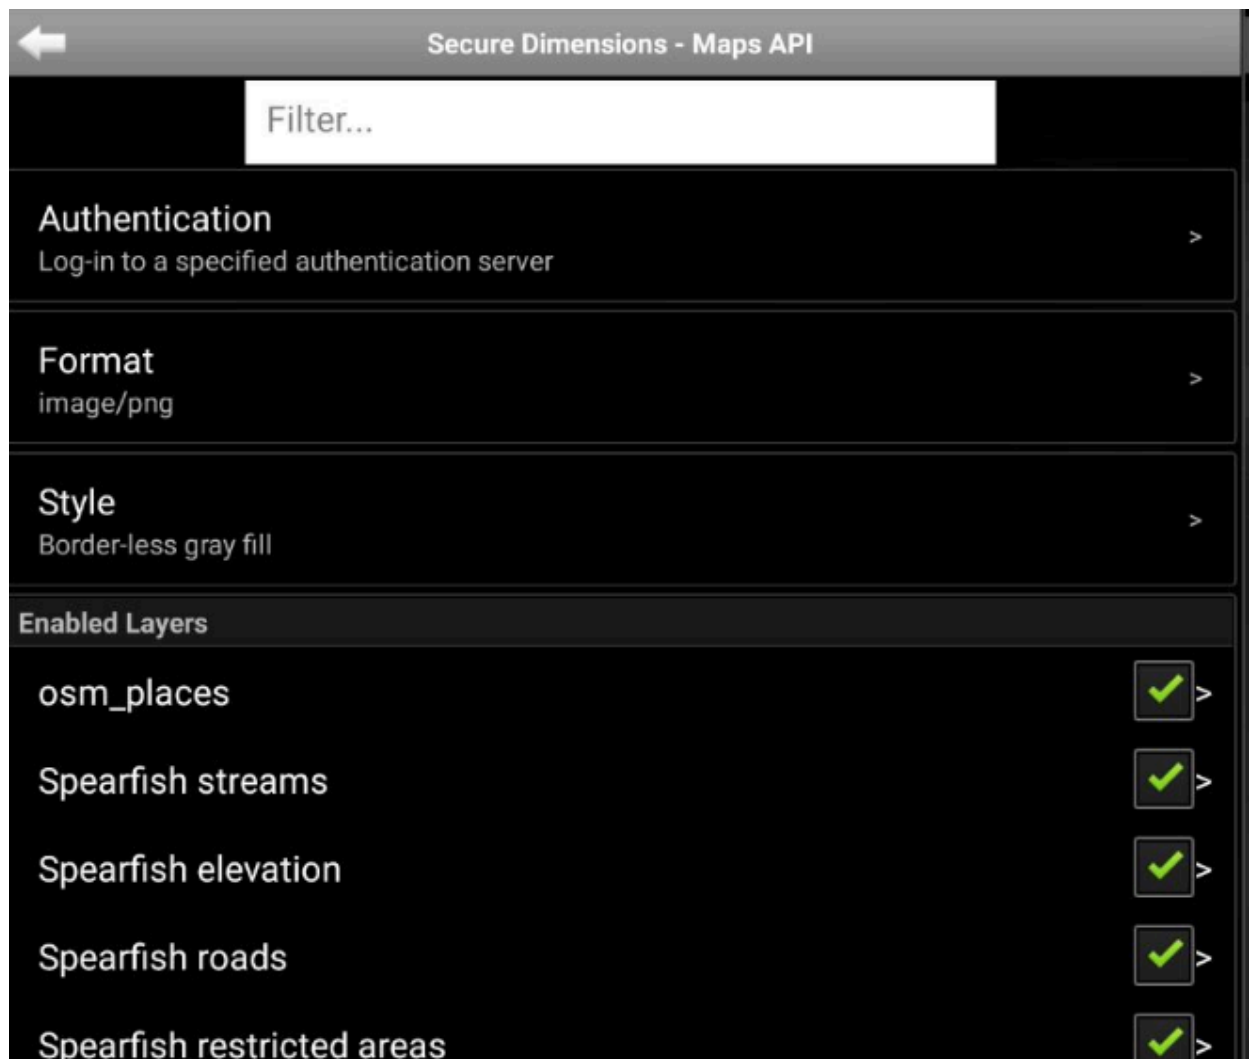 Secure Dimensions - Maps API
Filter...
Authentication
Log-in to a specified authentication server
>
Format
image/png
>
Style
Border-less gray fill
>
Enabled Layers
osm_places
>
Spearfish streams
>
Spearfish elevation
>
Spearfish roads
>
Spearfish restricted areas
>